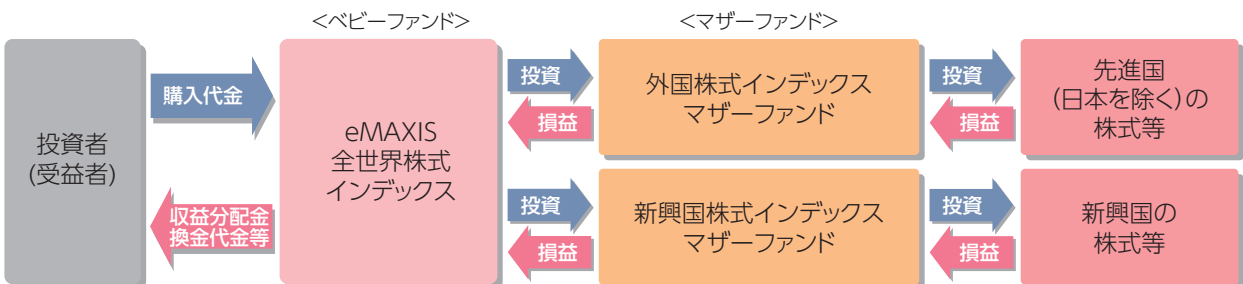 <ベビーファンド>
<マザーファンド>
投資者
(受益者)
購入代金
収益分配金
換金代金等
eMAXIS
全世界株式
インデックス
投資
損益
外国株式インデックス
マザーファンド
投資
損益
先進国
(日本を除く)の
株式等
投資
損益
新興国株式インデックス
マザーファンド
投資
損益
新興国の
株式等